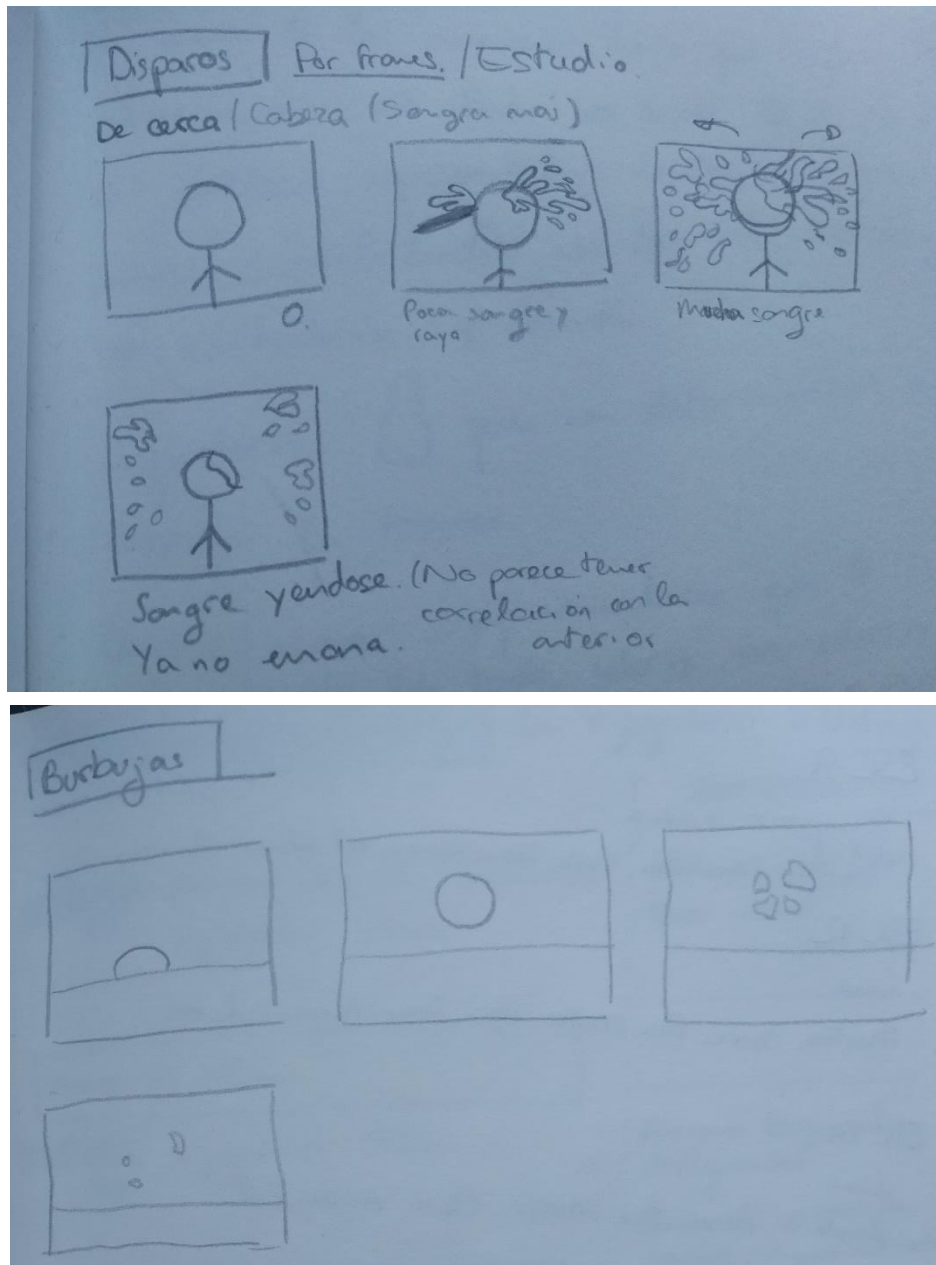 Disparos Por frames. / Estudio.
De cerca / Cabeza (Sangra más)
0.
Poca sangre y
raya
Mucha sangre
Sangre yendose. (No parece tener
correlación con la
Ya no emana. anterior
Burbujas